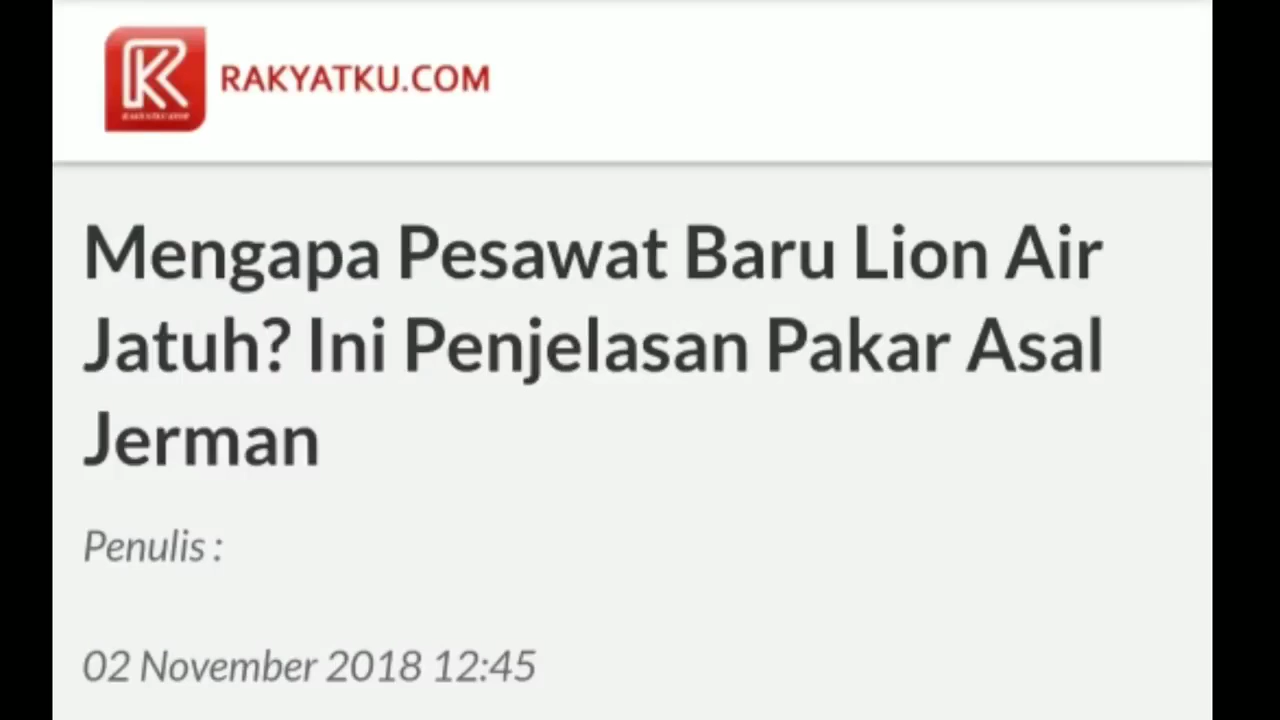 RAKYATKU.COM
Mengapa Pesawat Baru Lion Air
Jatuh? Ini Penjelasan Pakar Asal
Jerman
Penulis :
02 November 2018 12:45